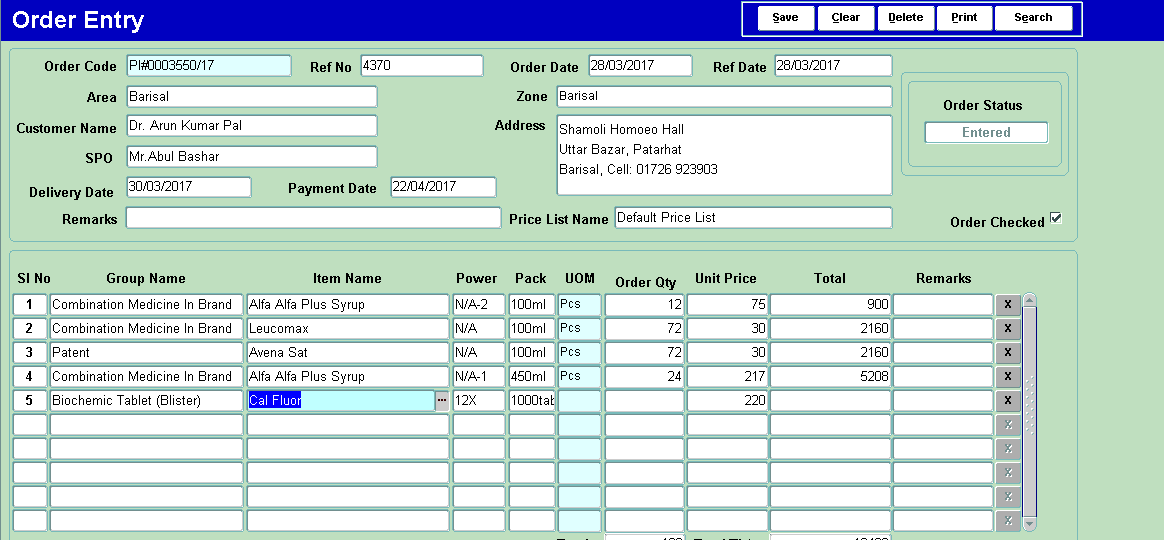 Order Entry
Save Clear Delete Print Search
Order Code PI#0003550/17 Ref No 4370 Order Date 28/03/2017 Ref Date 28/03/2017
Area Barisal Zone Barisal
Order Status
Entered
Customer Name Dr. Arun Kumar Pal Address Shamoli Homoeo Hall
Uttar Bazar, Patarhat
Barisal, Cell: 01726 923903
SPO Mr.Abul Bashar
Delivery Date 30/03/2017 Payment Date 22/04/2017
Remarks Price List Name Default Price List Order Checked
Sl No Group Name Item Name Power Pack UOM Order Qty Unit Price Total Remarks
1 Combination Medicine In Brand Alfa Alfa Plus Syrup N/A-2 100ml Pcs 12 75 900 X
2 Combination Medicine In Brand Leucomax N/A 100ml Pcs 72 30 2160 X
3 Patent Avena Sat N/A 100ml Pcs 72 30 2160 X
4 Combination Medicine In Brand Alfa Alfa Plus Syrup N/A-1 450ml Pcs 24 217 5208 X
5 Biochemic Tablet (Blister) Cal Fluor ... 12X 1000tab 220 X
X
X
X
X
X